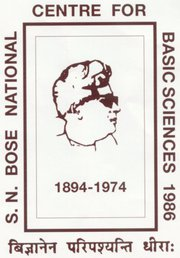 S. N. BOSE NATIONAL
CENTRE FOR
BASIC SCIENCES 1986
1894-1974
विज्ञानेन परिपश्यन्ति धीराः